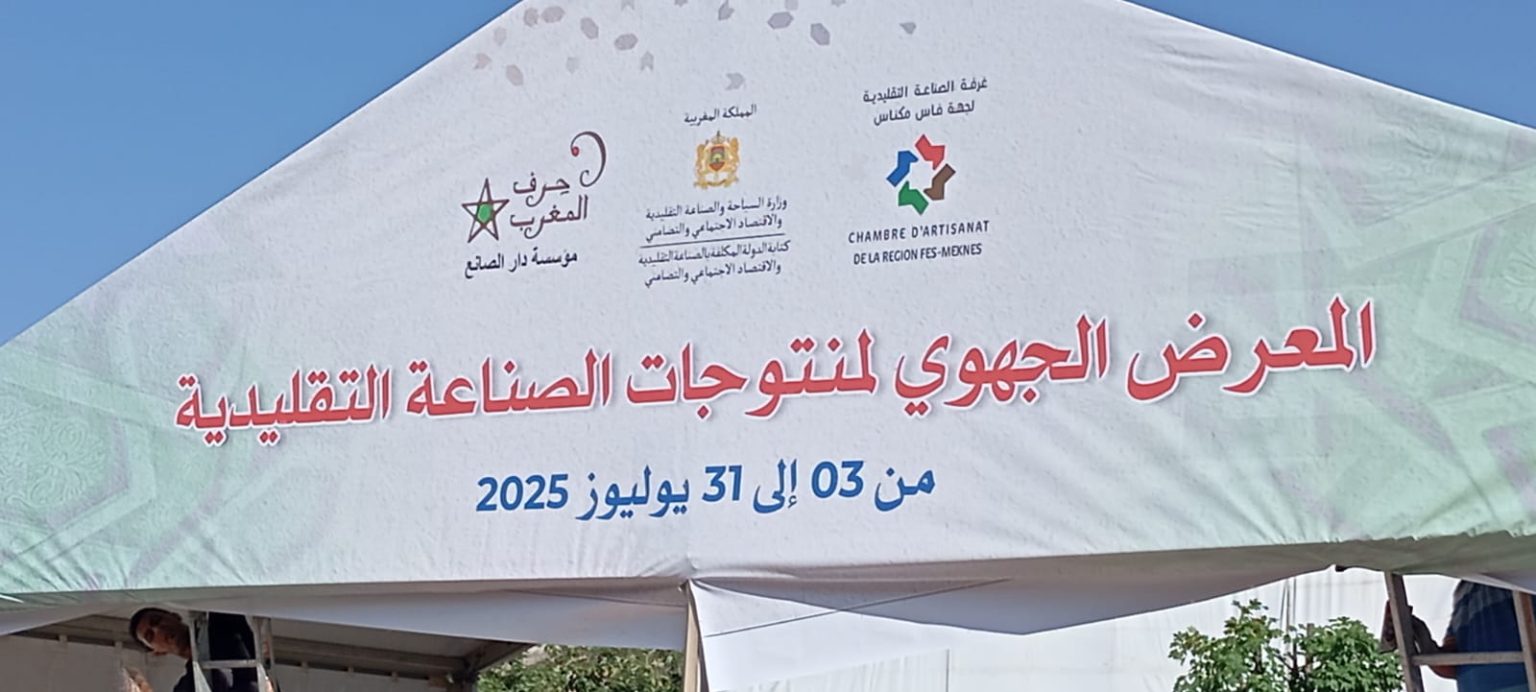 غرفة الصناعة التقليدية
لجهة فاس مكناس
CHAMBRE D'ARTISANAT
DE LA REGION FES-MEKNES
المملكة المغربية
وزارة السياحة والصناعة التقليدية
والاقتصاد الاجتماعي والتضامني
كتابة الدولة المكلفة بالصناعة التقليدية
والاقتصاد الاجتماعي والتضامني
حرف
المغرب
مؤسسة دار الصانع
المعرض الجهوي لمنتوجات الصناعة التقليدية
من 03 إلى 31 يوليوز 2025